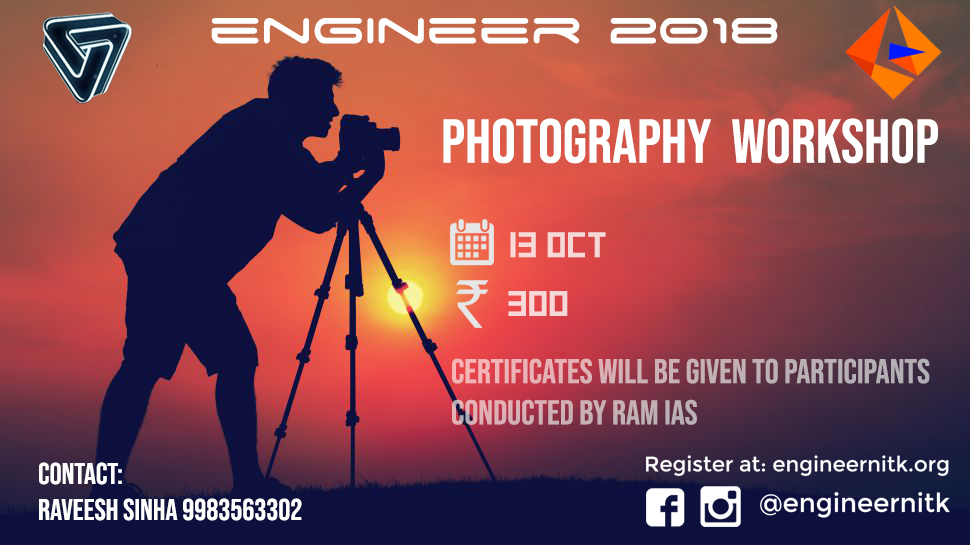 ENGINEER 2018
PHOTOGRAPHY WORKSHOP
13 OCT
₹ 300
CERTIFICATES WILL BE GIVEN TO PARTICIPANTS
CONDUCTED BY RAM IAS
CONTACT:
RAVEESH SINHA 9983563302
Register at: engineernitk.org
@engineernitk